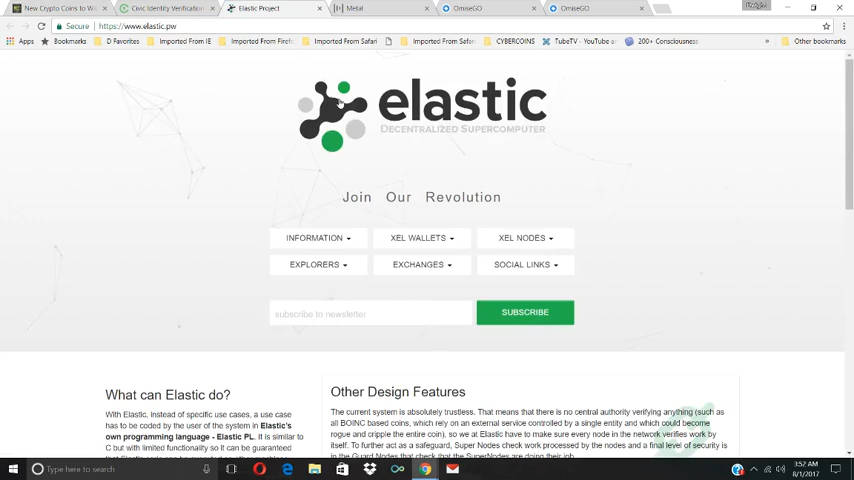 New Crypto Coins to W
Civic Identity Verification
Elastic Project
Metal
OmiseGO
OmiseGO
Secure
https://www.elastic.pw
Apps
Bookmarks
D Favorites
Imported From IE
Imported From Firef
Imported From Safari
Imported From Safar
CYBERCOINS
TubeTV – YouTube a
200+ Consciousness
»
Other bookmarks
elastic
DECENTRALIZED SUPERCOMPUTER
Join Our Revolution
INFORMATION
XEL WALLETS
XEL NODES
EXPLORERS
EXCHANGES
SOCIAL LINKS
subscribe to newsletter
SUBSCRIBE
What can Elastic do?
With Elastic, instead of specific use cases, a use case
has to be coded by the user of the system in Elastic's
own programming language - Elastic PL. It is similar to
C but with limited functionality so it can be guaranteed
Other Design Features
The current system is absolutely trustless. That means that there is no central authority verifying anything (such
as BOINC based coins, which rely on an external service controlled by a single entity and which could become
rogue and cripple the entire coin), so we at Elastic have to make sure every node in the network verifies work by
itself. To further act as a safeguard, Super Nodes check work processed by the nodes and a final level of security is
in the Guard Nodes that check that the SuperNodes are doing their job.
Type here to search
3:52 AM
8/1/2017